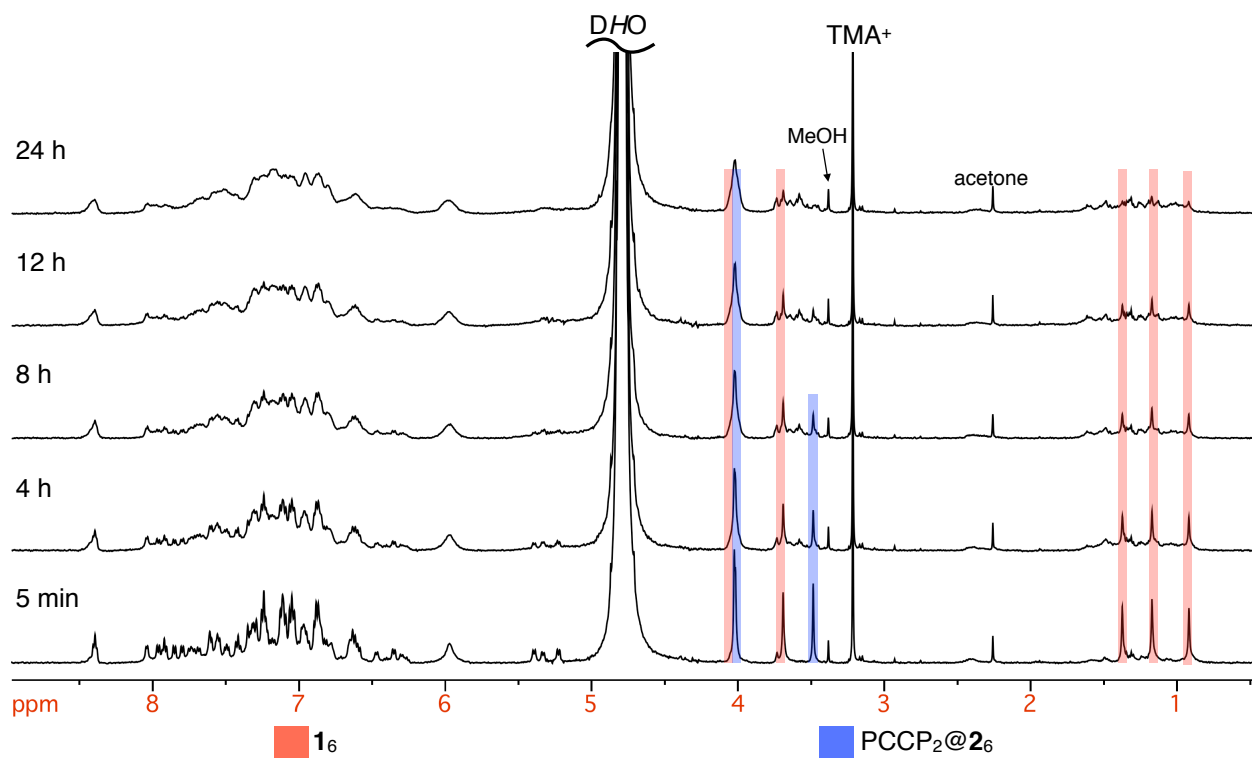 DHO
TMA⁺
MeOH
acetone
24 h
12 h
8 h
4 h
5 min
ppm 8 7 6 5 4 3 2 1
1₆
PCCP₂@2₆